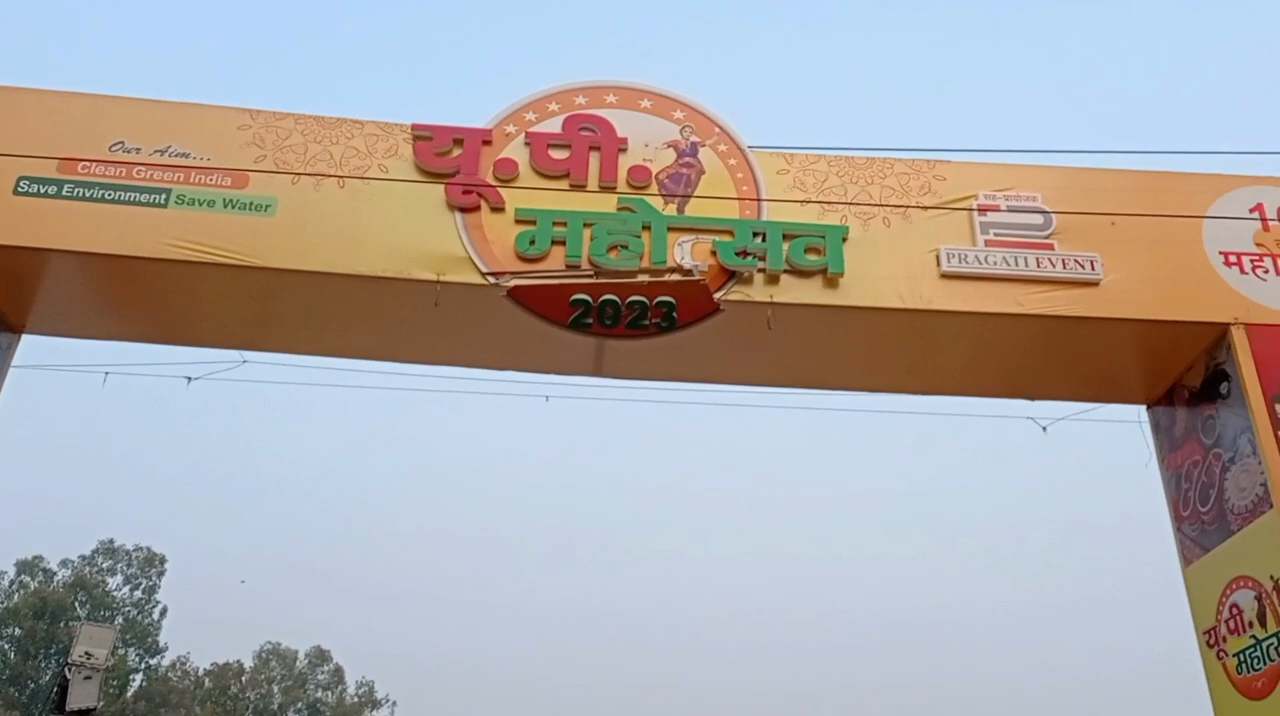 Our Aim...
Clean Green India
Save Environment Save Water
यू.पी.
महोत्सव
2023
सह-प्रायोजक
PRAGATI EVENT
यू.पी.